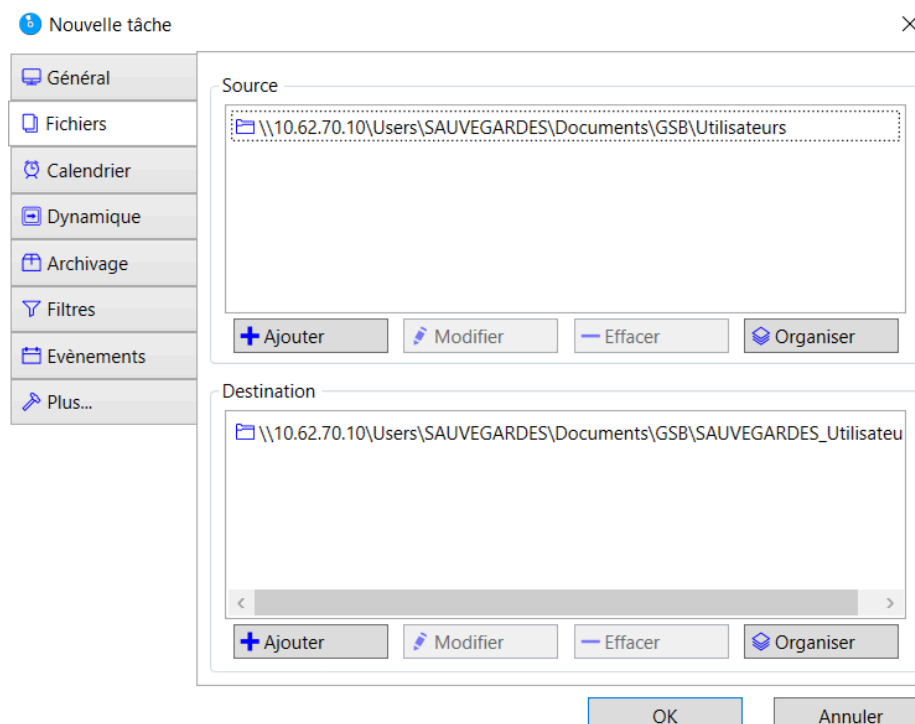 Nouvelle tâche
Général
Fichiers
Calendrier
Dynamique
Archivage
Filtres
Evènements
Plus...
Source
\\10.62.70.10\Users\SAUVEGARDES\Documents\GSB\Utilisateurs
Ajouter Modifier Effacer Organiser
Destination
\\10.62.70.10\Users\SAUVEGARDES\Documents\GSB\SAUVEGARDES_Utilisateu
Ajouter Modifier Effacer Organiser
OK Annuler